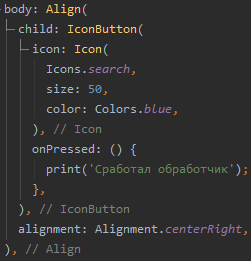 body: Align(
child: IconButton(
icon: Icon(
Icons.search,
size: 50,
color: Colors.blue,
), // Icon
onPressed: () {
print('Сработал обработчик');
},
), // IconButton
alignment: Alignment.centerRight,
), // Align